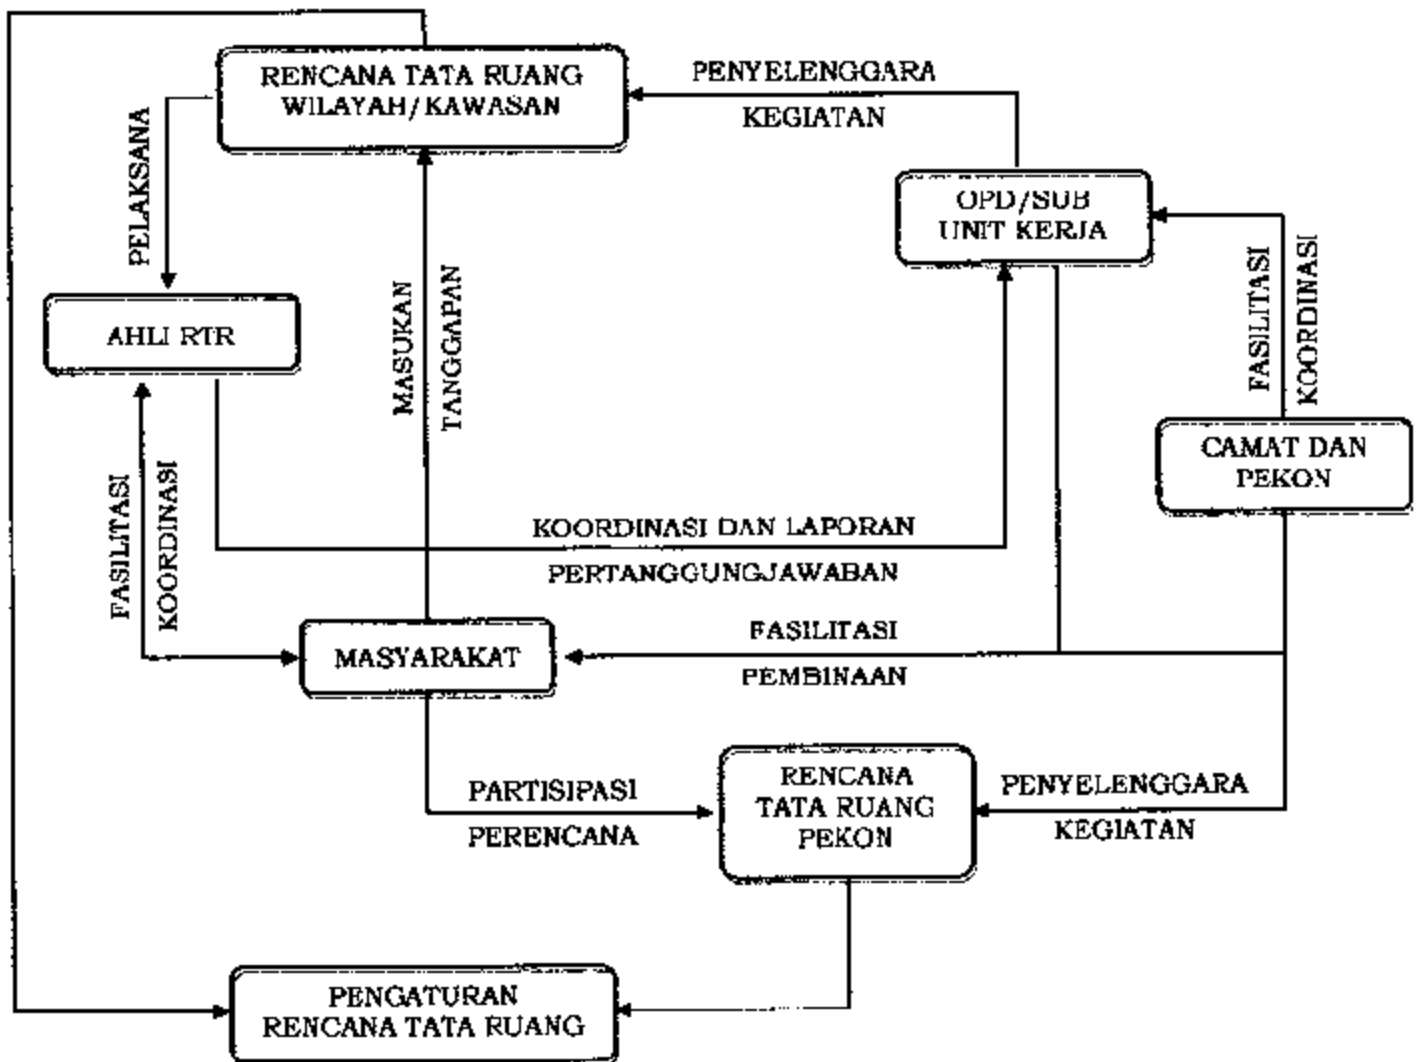 RENCANA TATA RUANG
WILAYAH/KAWASAN
PENYELENGGARA
KEGIATAN
PELAKSANA
OPD/SUB
UNIT KERJA
AHLI RTR
MASUKAN
TANGGAPAN
FASILITASI
KOORDINASI
CAMAT DAN
PEKON
FASILITASI
KOORDINASI
KOORDINASI DAN LAPORAN
PERTANGGUNGJAWABAN
MASYARAKAT
FASILITASI
PEMBINAAN
PARTISIPASI
PERENCANA
RENCANA
TATA RUANG
PEKON
PENYELENGGARA
KEGIATAN
PENGATURAN
RENCANA TATA RUANG